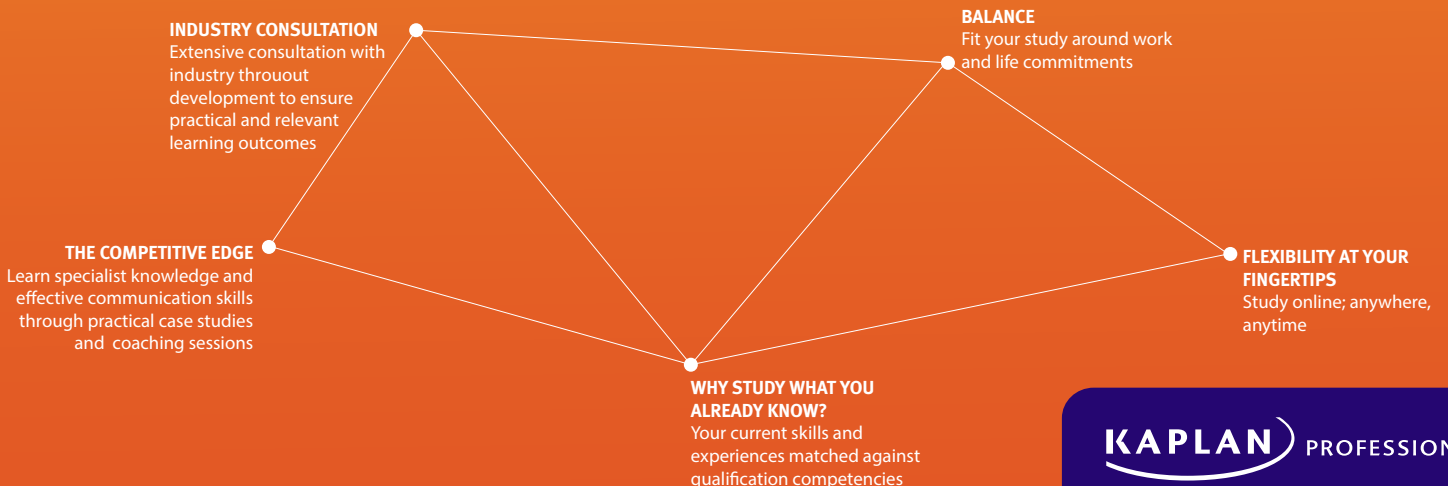 INDUSTRY CONSULTATION
Extensive consultation with
industry throuout
development to ensure
practical and relevant
learning outcomes
BALANCE
Fit your study around work
and life commitments
THE COMPETITIVE EDGE
Learn specialist knowledge and
effective communication skills
through practical case studies
and coaching sessions
FLEXIBILITY AT YOUR
FINGERTIPS
Study online; anywhere,
anytime
WHY STUDY WHAT YOU
ALREADY KNOW?
Your current skills and
experiences matched against
qualification competencies
KAPLAN PROFESSION